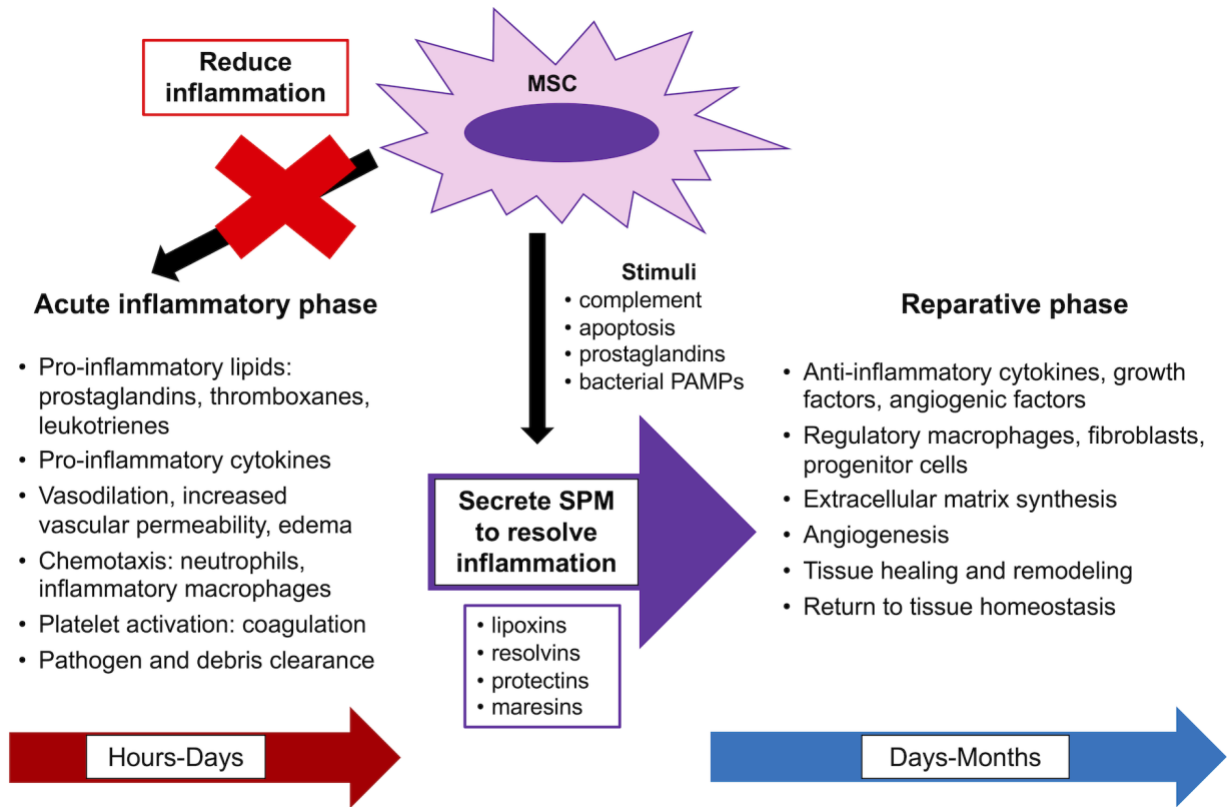 Reduce
inflammation
MSC
Stimuli
• complement
• apoptosis
• prostaglandins
• bacterial PAMPs
Acute inflammatory phase
• Pro-inflammatory lipids:
prostaglandins, thromboxanes,
leukotrienes
• Pro-inflammatory cytokines
• Vasodilation, increased
vascular permeability, edema
• Chemotaxis: neutrophils,
inflammatory macrophages
• Platelet activation: coagulation
• Pathogen and debris clearance
Hours-Days
Secrete SPM
to resolve
inflammation
• lipoxins
• resolvins
• protectins
• maresins
Reparative phase
• Anti-inflammatory cytokines, growth
factors, angiogenic factors
• Regulatory macrophages, fibroblasts,
progenitor cells
• Extracellular matrix synthesis
• Angiogenesis
• Tissue healing and remodeling
• Return to tissue homeostasis
Days-Months